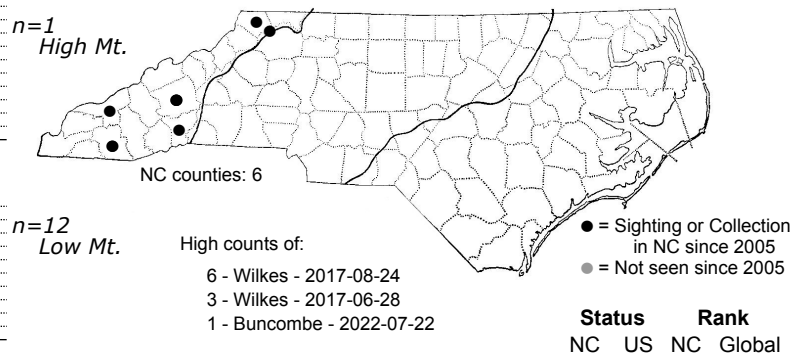 n=1
High Mt.
NC counties: 6
n=12
Low Mt.
High counts of:
6 - Wilkes - 2017-08-24
3 - Wilkes - 2017-06-28
1 - Buncombe - 2022-07-22
● = Sighting or Collection
in NC since 2005
● = Not seen since 2005
Status Rank
NC US NC Global